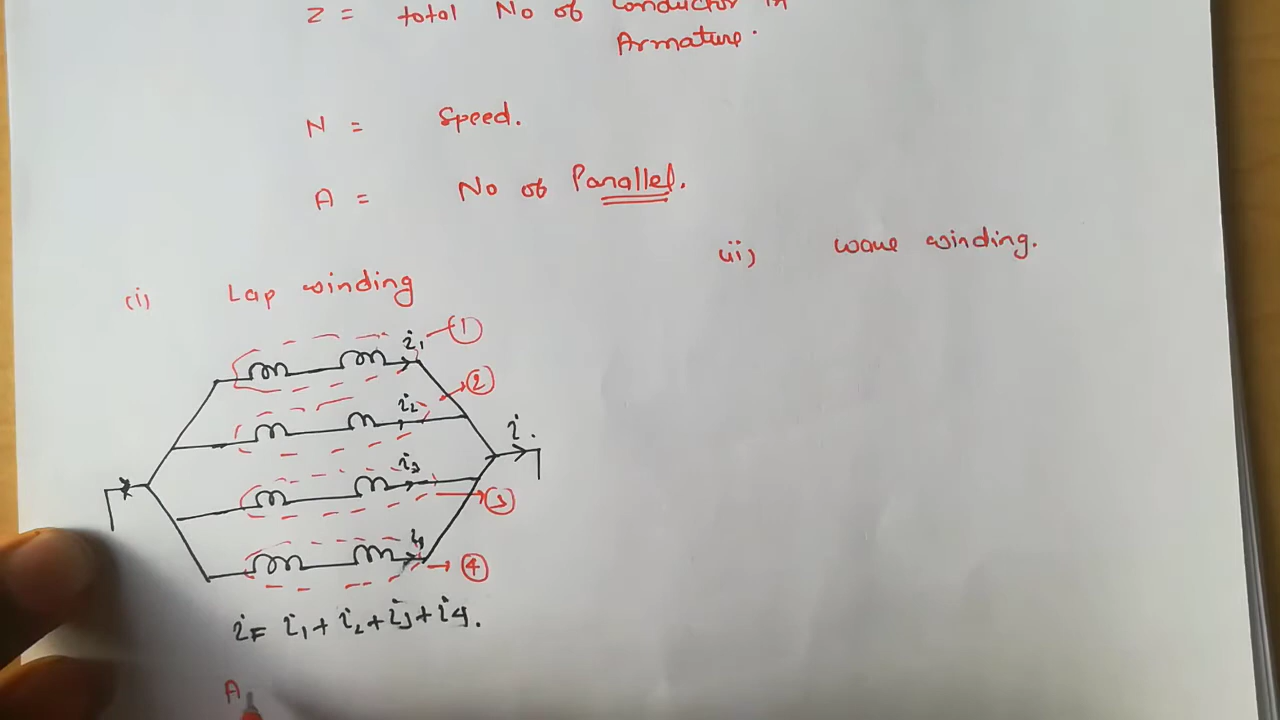 Z = total No of Conductor in
Armature.
N = Speed.
A = No of Parallel.
(i) Lap winding
ii) wave winding.
i1
1
i2
2
i.
i3
3
i4
4
i = i1 + i2 + i3 + i4.
A